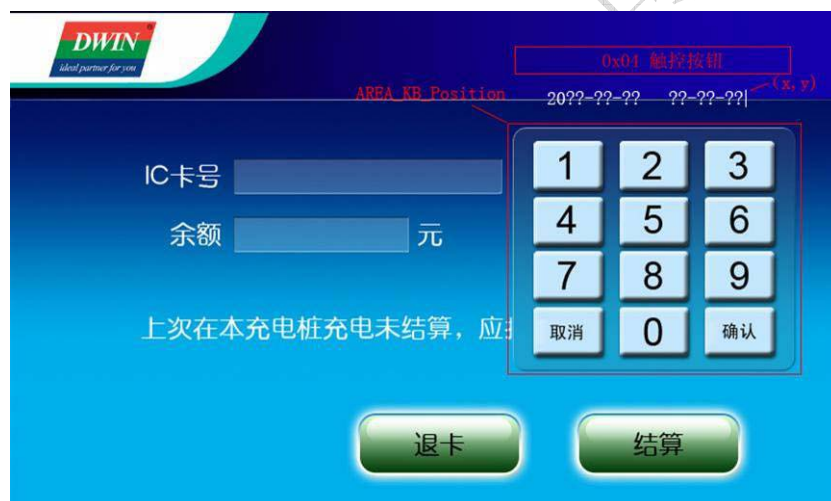 DWIN
ideal partner for you
0x04 触控按钮
AREA_KB_Position
20??-??-?? ??-??-??|
(x,y)
IC卡号
余额 元
上次在本充电桩充电未结算，应
1 2 3
4 5 6
7 8 9
取消 0 确认
退卡 结算